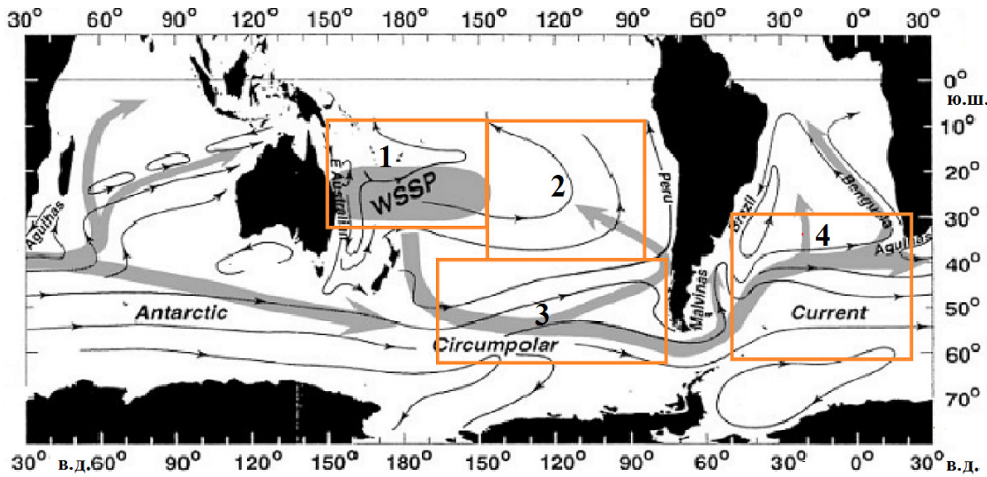 30° 60° 90° 120° 150° 180° 150° 120° 90° 60° 30° 0° 30°
0°
ю.ш.
10°
20°
30°
40°
50°
60°
70°
1
2
3
4
WSSP
E Australian
Peru
Brazil
Benguela
Agulhas
Agulhas
Malvinas
Antarctic
Circumpolar
Current
30° в.д. 60° 90° 120° 150° 180° 150° 120° 90° 60° 30° 0° 30° в.д.